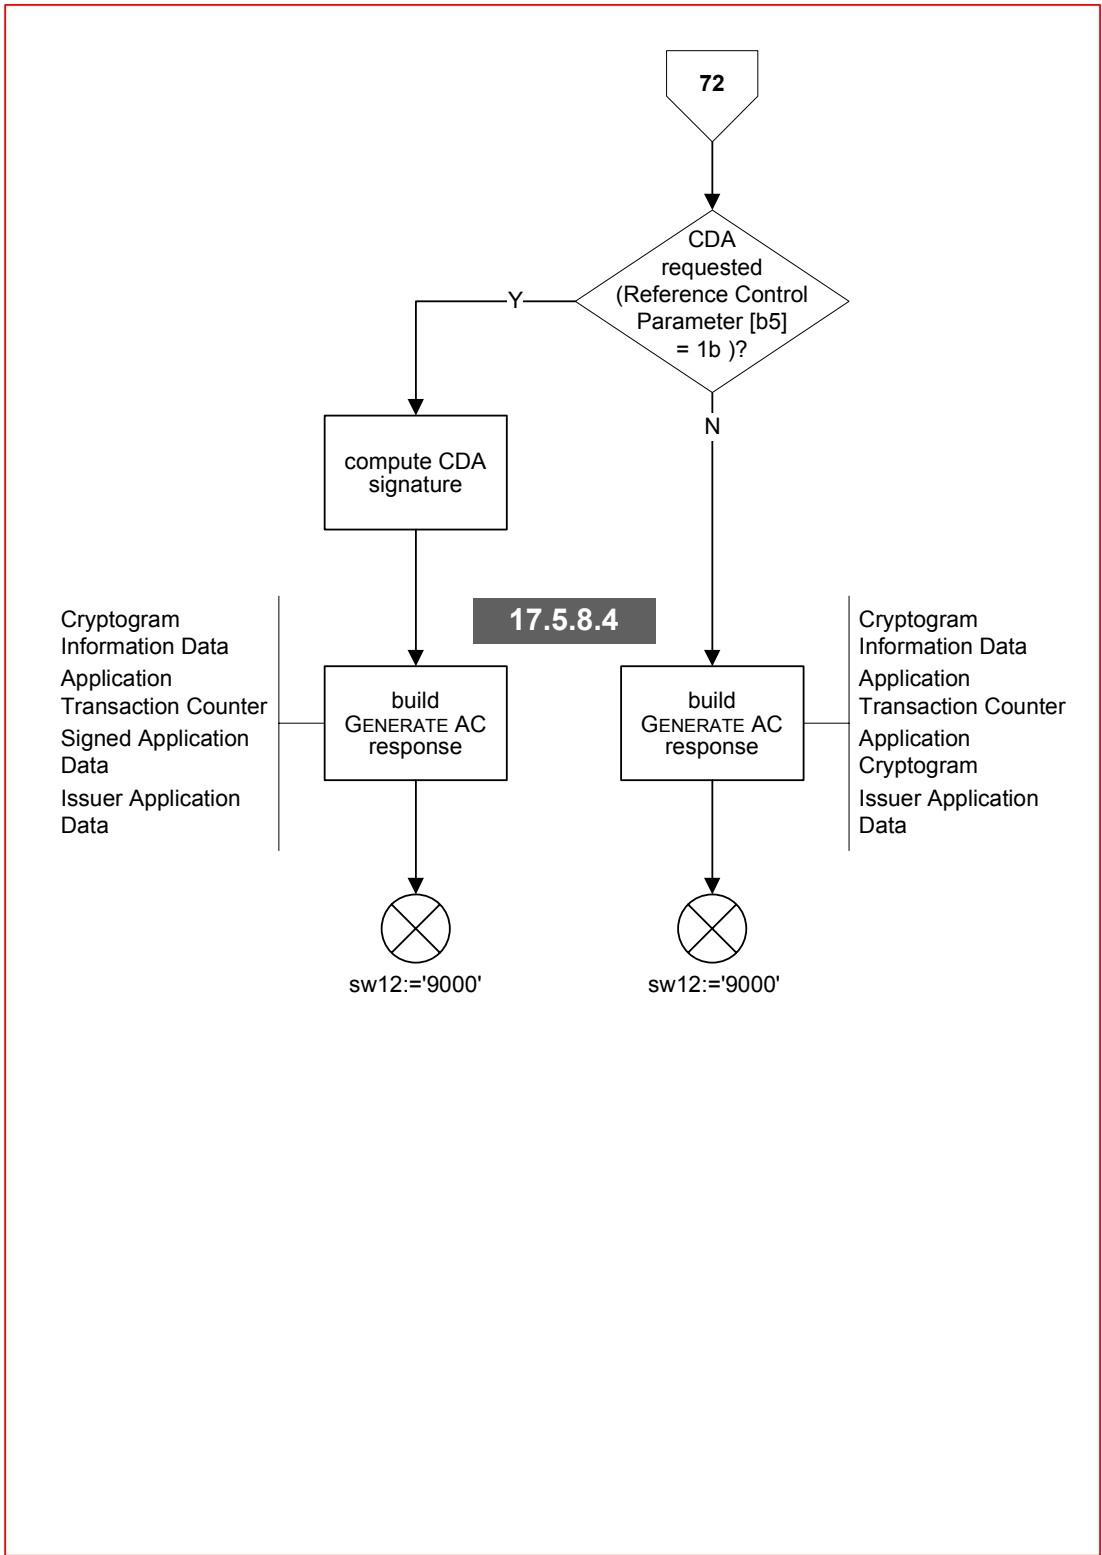 72
CDA
requested
(Reference Control
Parameter [b5]
= 1b )?
Y
N
compute CDA
signature
17.5.8.4
Cryptogram
Information Data
Application
Transaction Counter
Signed Application
Data
Issuer Application
Data
build
GENERATE AC
response
build
GENERATE AC
response
Cryptogram
Information Data
Application
Transaction Counter
Application
Cryptogram
Issuer Application
Data
sw12:='9000'
sw12:='9000'